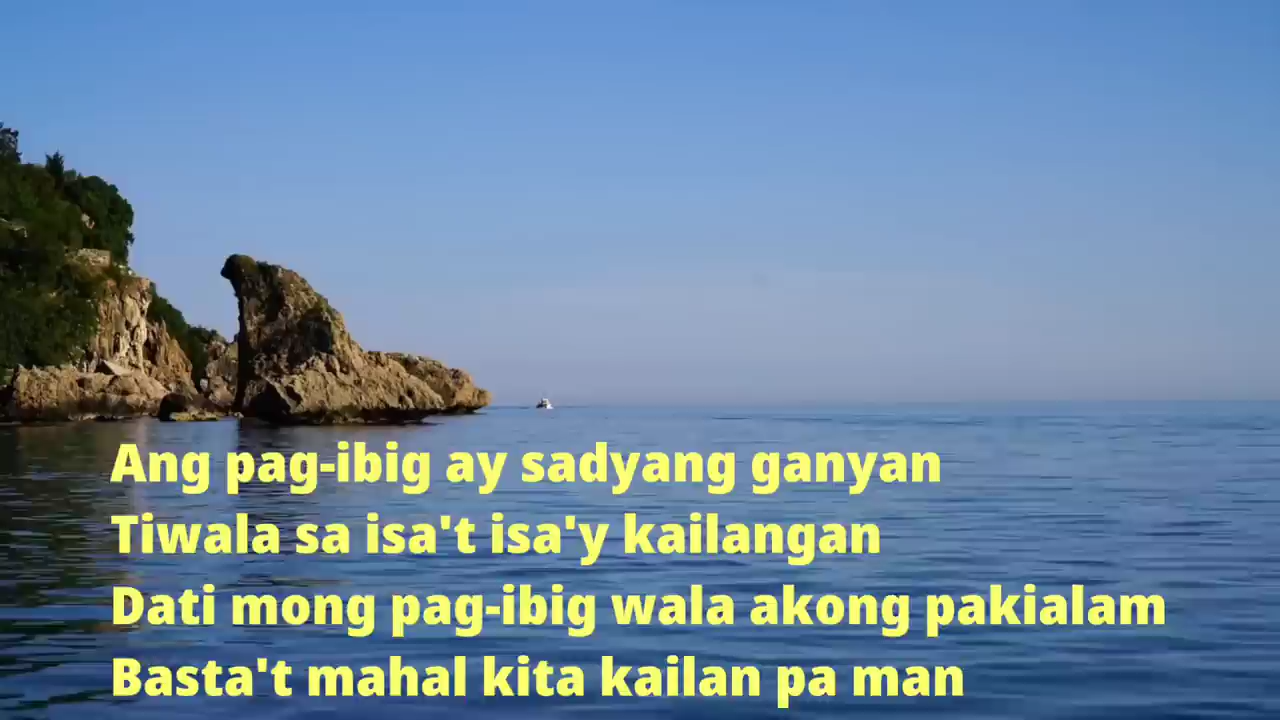 Ang pag-ibig ay sadyang ganyan
Tiwala sa isa't isa'y kailangan
Dati mong pag-ibig wala akong pakialam
Basta't mahal kita kailan pa man